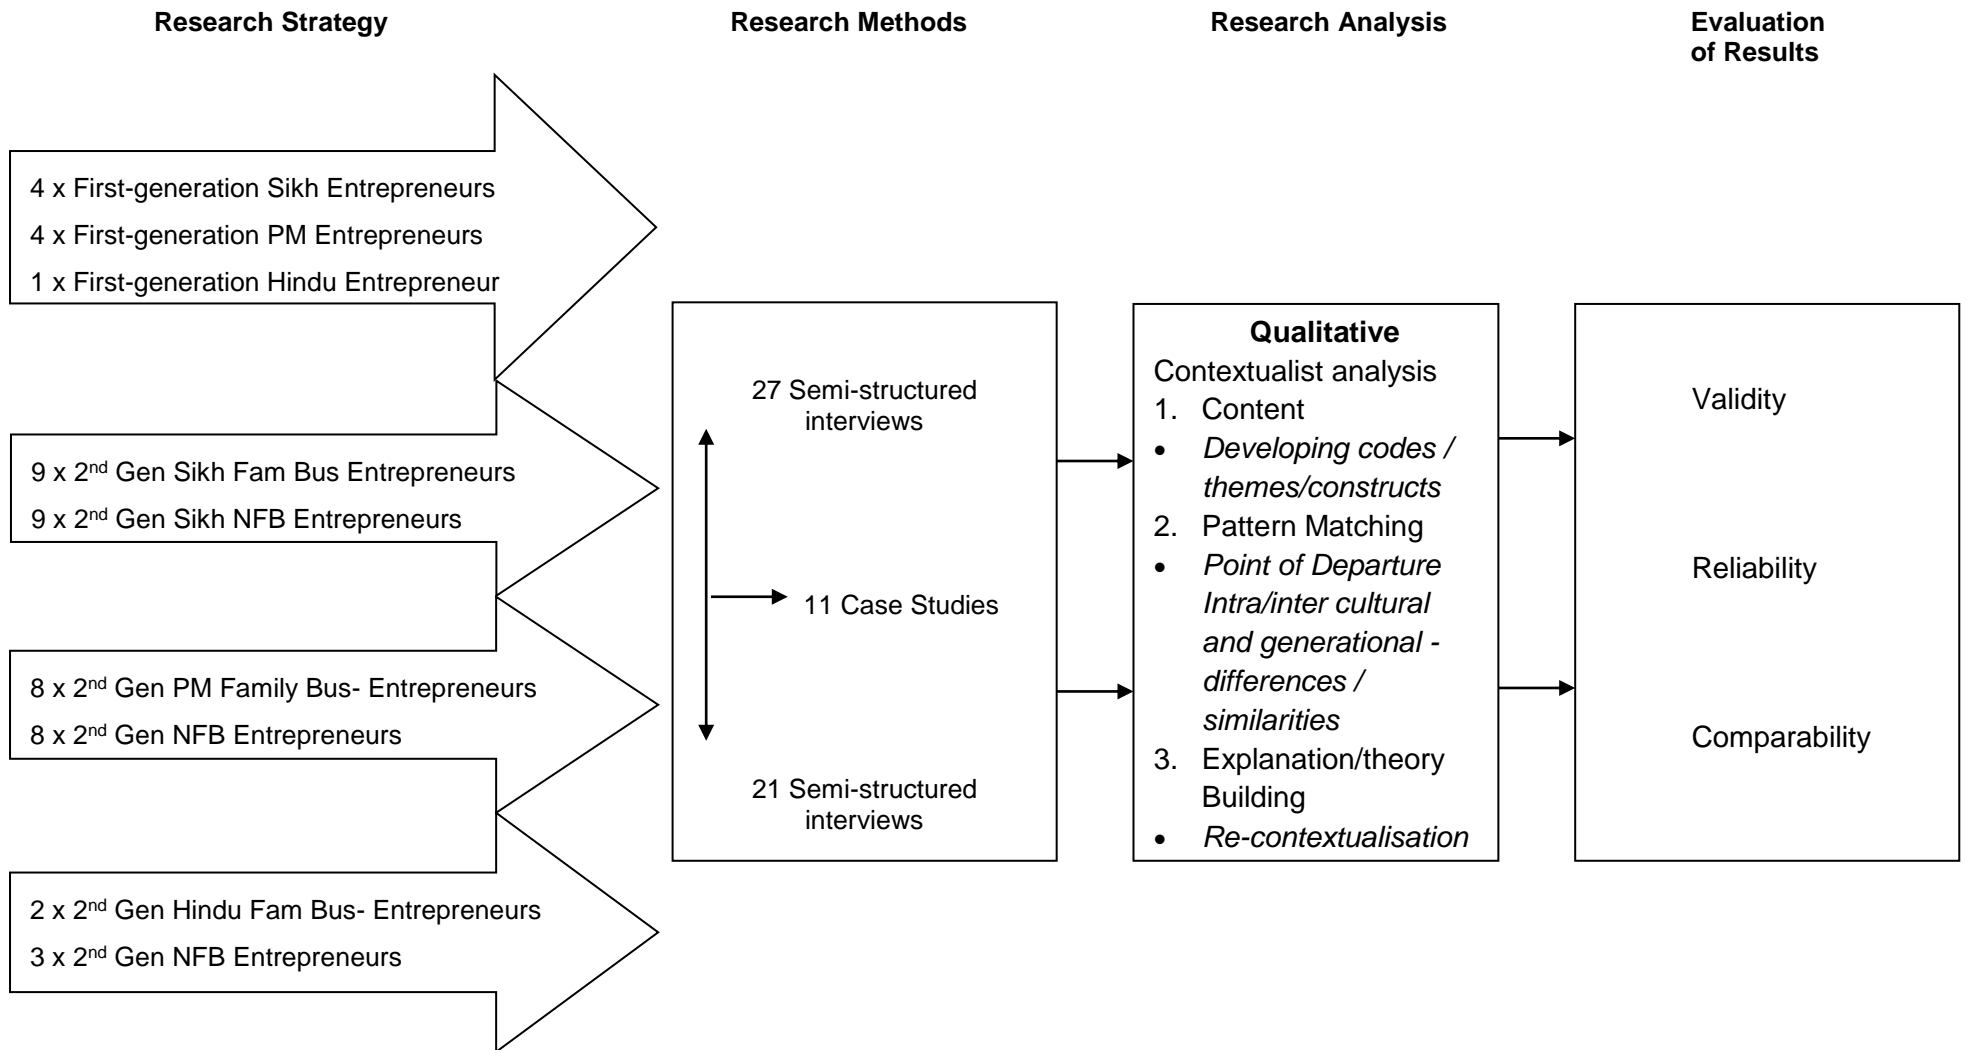 Research Strategy
Research Methods
Research Analysis
Evaluation
of Results
4 x First-generation Sikh Entrepreneurs
4 x First-generation PM Entrepreneurs
1 x First-generation Hindu Entrepreneur
9 x 2nd Gen Sikh Fam Bus Entrepreneurs
9 x 2nd Gen Sikh NFB Entrepreneurs
8 x 2nd Gen PM Family Bus- Entrepreneurs
8 x 2nd Gen NFB Entrepreneurs
2 x 2nd Gen Hindu Fam Bus- Entrepreneurs
3 x 2nd Gen NFB Entrepreneurs
27 Semi-structured
interviews
11 Case Studies
21 Semi-structured
interviews
Qualitative
Contextualist analysis
1. Content
• Developing codes /
themes/constructs
2. Pattern Matching
• Point of Departure
Intra/inter cultural
and generational -
differences /
similarities
3. Explanation/theory
Building
• Re-contextualisation
Validity
Reliability
Comparability